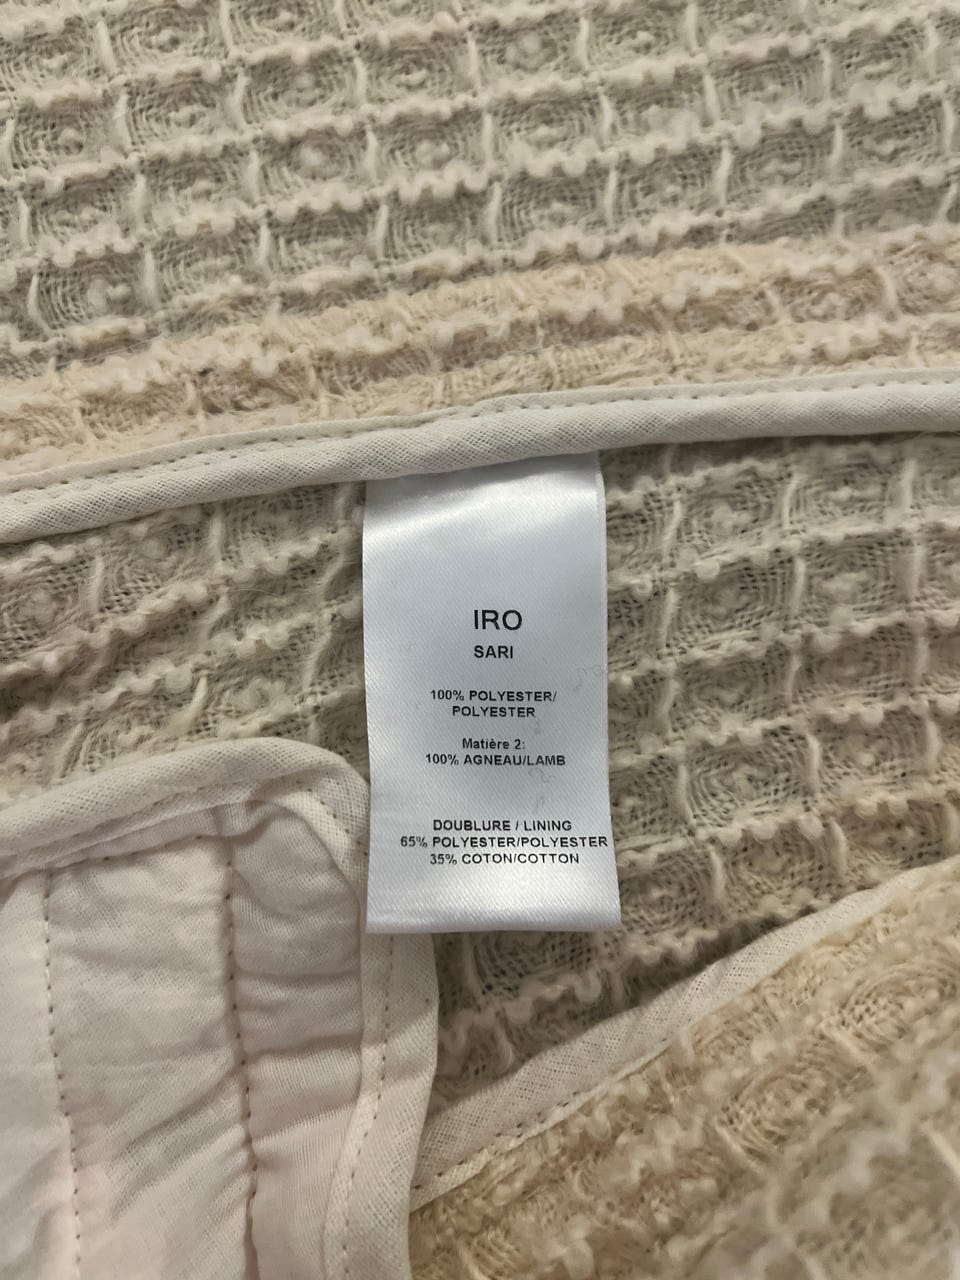 IRO
SARI
100% POLYESTER/
POLYESTER
Matière 2:
100% AGNEAU/LAMB
DOUBLURE / LINING
65% POLYESTER/POLYESTER
35% COTON/COTTON